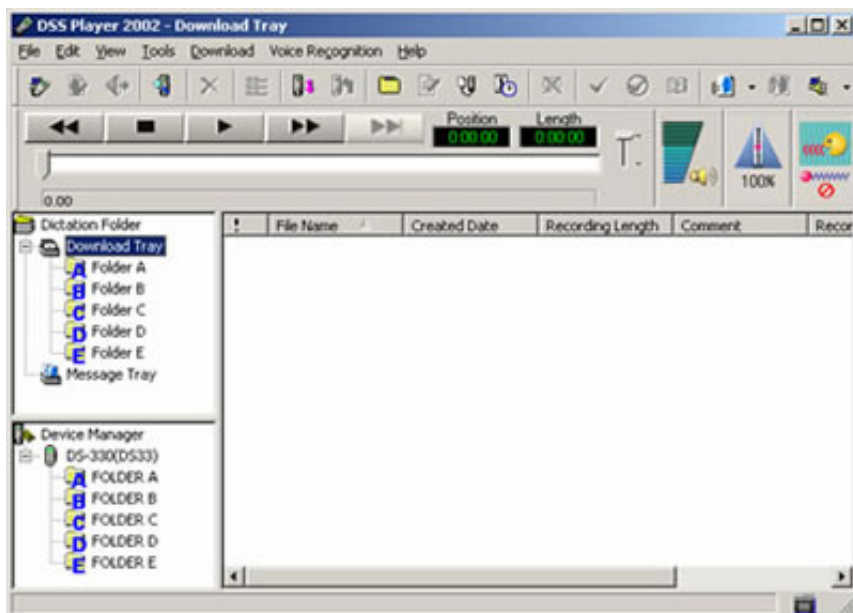 DSS Player 2002 - Download Tray
File Edit View Tools Download Voice Recognition Help
Position Length
0:00:00 0:00:00
100%
0.00
Dictation Folder
! File Name Created Date Recording Length Comment Recor
Download Tray
A Folder A
B Folder B
C Folder C
D Folder D
E Folder E
Message Tray
Device Manager
DS-330(DS33)
A FOLDER A
B FOLDER B
C FOLDER C
D FOLDER D
E FOLDER E